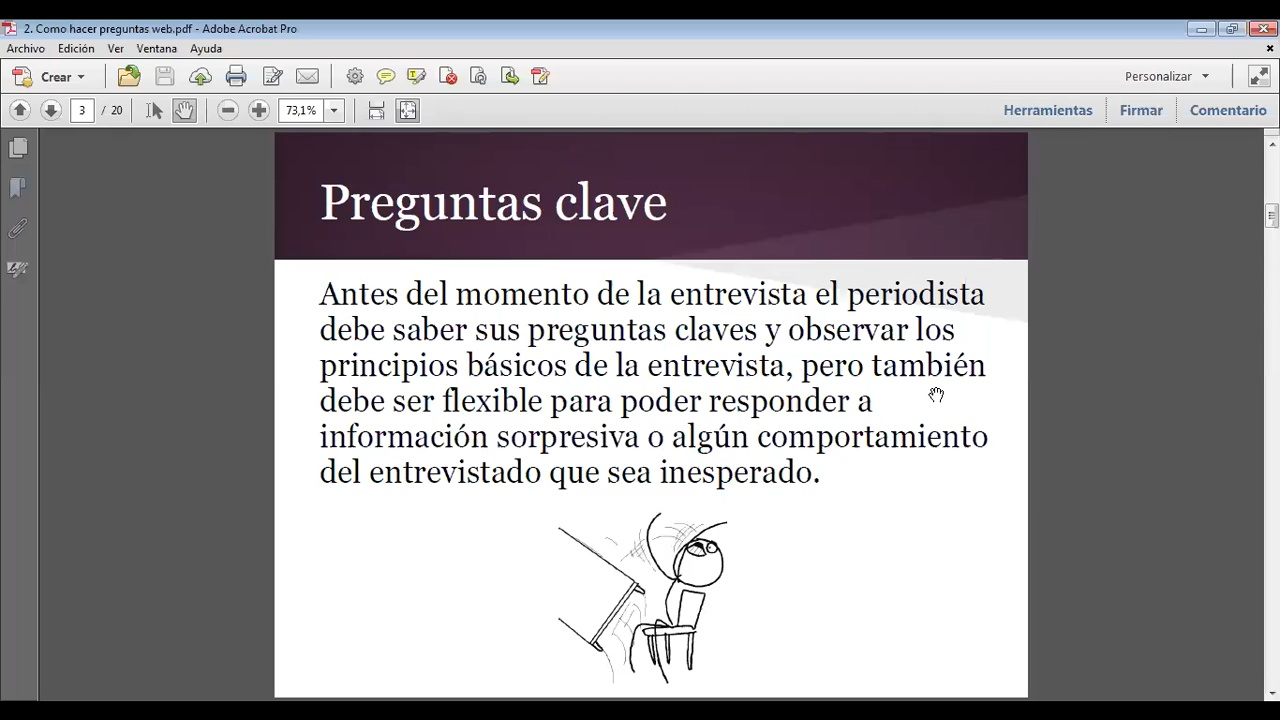 2. Como hacer preguntas web.pdf - Adobe Acrobat Pro
Archivo Edición Ver Ventana Ayuda
Crear Personalizar
3 / 20 73,1% Herramientas Firmar Comentario
Preguntas clave
Antes del momento de la entrevista el periodista
debe saber sus preguntas claves y observar los
principios básicos de la entrevista, pero también
debe ser flexible para poder responder a
información sorpresiva o algún comportamiento
del entrevistado que sea inesperado.